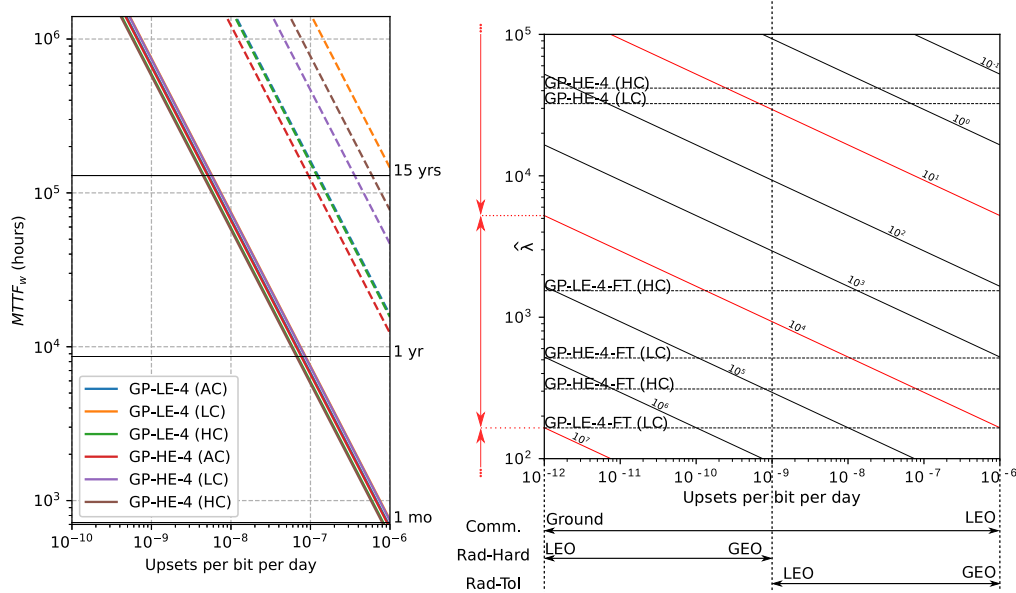 10^6
10^5
10^4
10^3
MTTF_w (hours)
15 yrs
1 yr
1 mo
GP-LE-4 (AC)
GP-LE-4 (LC)
GP-LE-4 (HC)
GP-HE-4 (AC)
GP-HE-4 (LC)
GP-HE-4 (HC)
10^-10 10^-9 10^-8 10^-7 10^-6
Upsets per bit per day
10^5
10^4
10^3
10^2
λ̂
10^-1
10^0
10^1
10^2
10^3
10^4
10^5
10^6
10^7
GP-HE-4 (HC)
GP-HE-4 (LC)
GP-LE-4-FT (HC)
GP-HE-4-FT (LC)
GP-HE-4-FT (HC)
GP-LE-4-FT (LC)
10^-12 10^-11 10^-10 10^-9 10^-8 10^-7 10^-6
Upsets per bit per day
Comm. Ground LEO
Rad-Hard LEO GEO
Rad-Tol LEO GEO